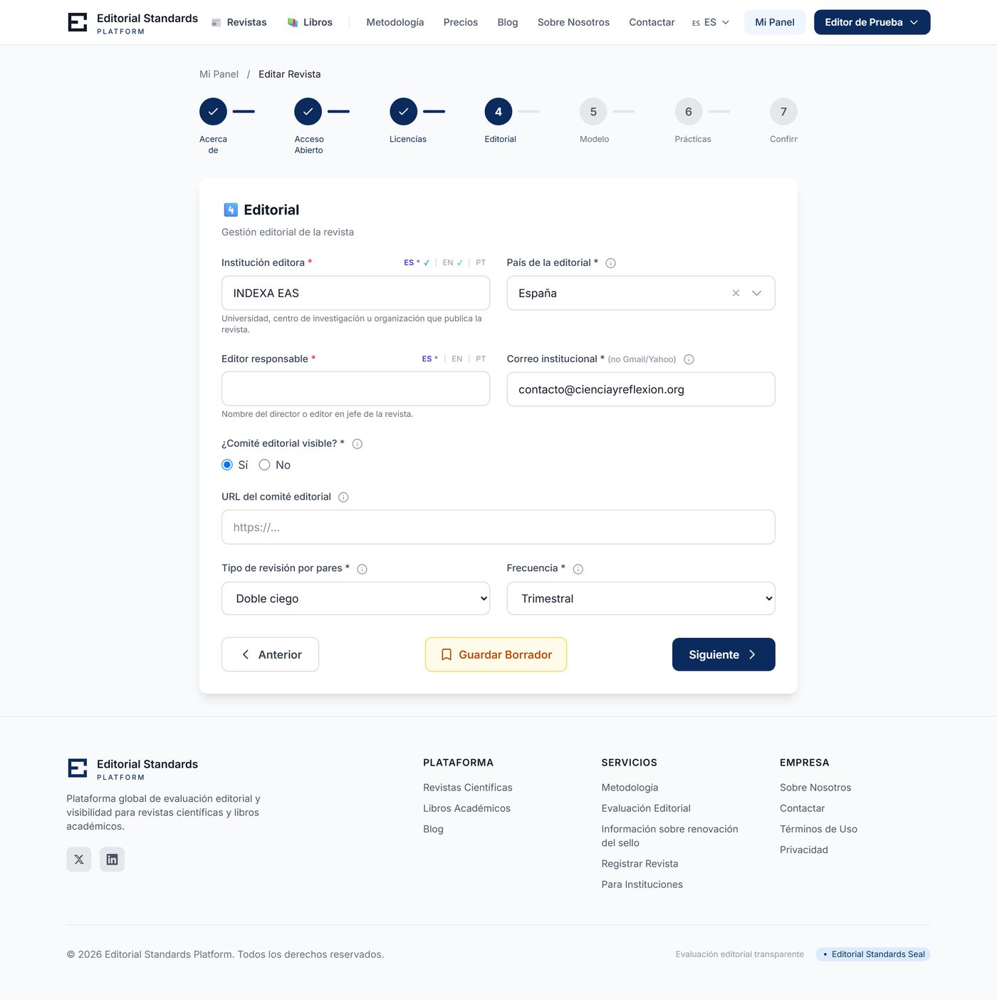 Editorial Standards
PLATFORM
Revistas
Libros
Metodología
Precios
Blog
Sobre Nosotros
Contactar
ES ES
Mi Panel
Editor de Prueba
Mi Panel / Editar Revista
4
5
6
7
Acerca
de
Acceso
Abierto
Licencias
Editorial
Modelo
Prácticas
Confirm
4 Editorial
Gestión editorial de la revista
Institución editora *
ES * ✓ | EN ✓ | PT
País de la editorial *
INDEXA EAS
España
Universidad, centro de investigación u organización que publica la
revista.
Editor responsable *
ES * | EN | PT
Correo institucional * (no Gmail/Yahoo)
contacto@cienciayreflexion.org
Nombre del director o editor en jefe de la revista.
¿Comité editorial visible? *
Sí
No
URL del comité editorial
https://...
Tipo de revisión por pares *
Frecuencia *
Doble ciego
Trimestral
Anterior
Guardar Borrador
Siguiente
Editorial Standards
PLATFORM
Plataforma global de evaluación editorial y
visibilidad para revistas científicas y libros
académicos.
PLATAFORMA
Revistas Científicas
Libros Académicos
Blog
SERVICIOS
Metodología
Evaluación Editorial
Información sobre renovación
del sello
Registrar Revista
Para Instituciones
EMPRESA
Sobre Nosotros
Contactar
Términos de Uso
Privacidad
© 2026 Editorial Standards Platform. Todos los derechos reservados.
Evaluación editorial transparente
• Editorial Standards Seal